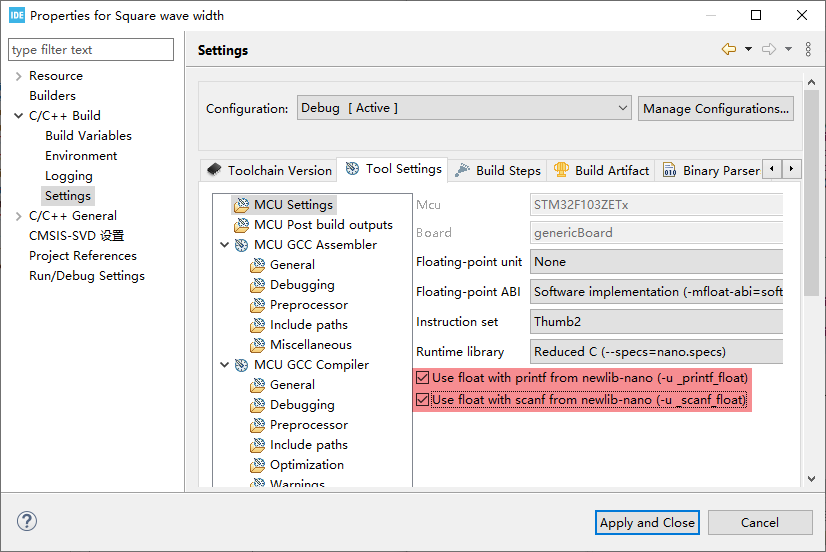 IDE Properties for Square wave width
type filter text
Resource
Builders
C/C++ Build
Build Variables
Environment
Logging
Settings
C/C++ General
CMSIS-SVD 设置
Project References
Run/Debug Settings
Settings
Configuration: Debug [ Active ] Manage Configurations...
Toolchain Version Tool Settings Build Steps Build Artifact Binary Parser
MCU Settings
MCU Post build outputs
MCU GCC Assembler
General
Debugging
Preprocessor
Include paths
Miscellaneous
MCU GCC Compiler
General
Debugging
Preprocessor
Include paths
Optimization
Warnings
Mcu STM32F103ZETx
Board genericBoard
Floating-point unit None
Floating-point ABI Software implementation (-mfloat-abi=soft
Instruction set Thumb2
Runtime library Reduced C (--specs=nano.specs)
Use float with printf from newlib-nano (-u _printf_float)
Use float with scanf from newlib-nano (-u _scanf_float)
? Apply and Close Cancel